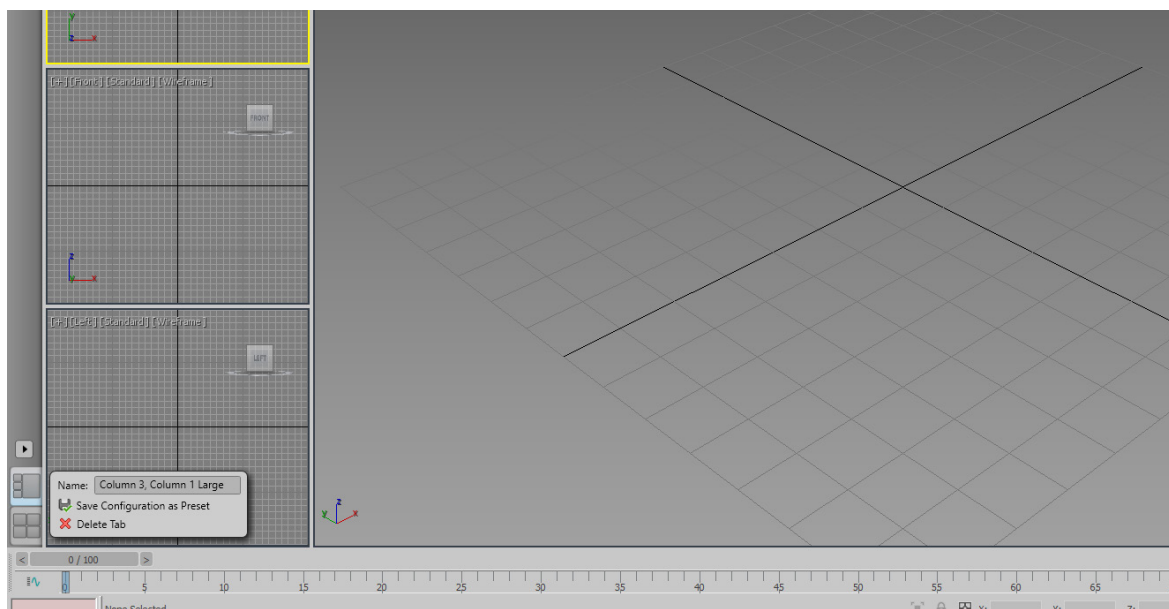 y
z x
[+] [Front] [Standard] [Wireframe]
FRONT
z
y x
[+] [Left] [Standard] [Wireframe]
LEFT
Name: Column 3, Column 1 Large
Save Configuration as Preset
Delete Tab
z
y x
< 0 / 100 >
0 5 10 15 20 25 30 35 40 45 50 55 60 65
None Selected X: Y: Z: